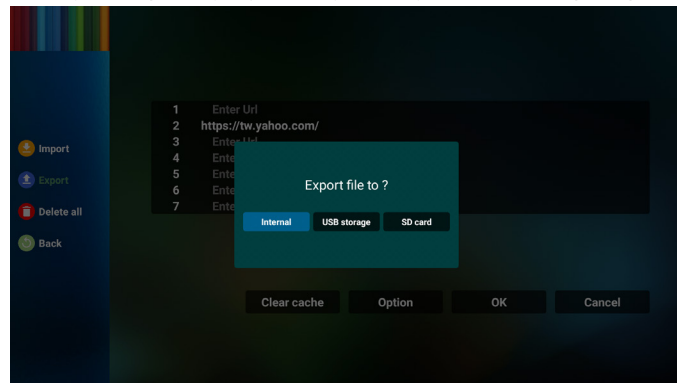 Import
Export
Delete all
Back
1 Enter Url
2 https://tw.yahoo.com/
3 Enter Url
4 Ente
5 Ente
6 Ente
7 Ente
Export file to ?
Internal USB storage SD card
Clear cache Option OK Cancel